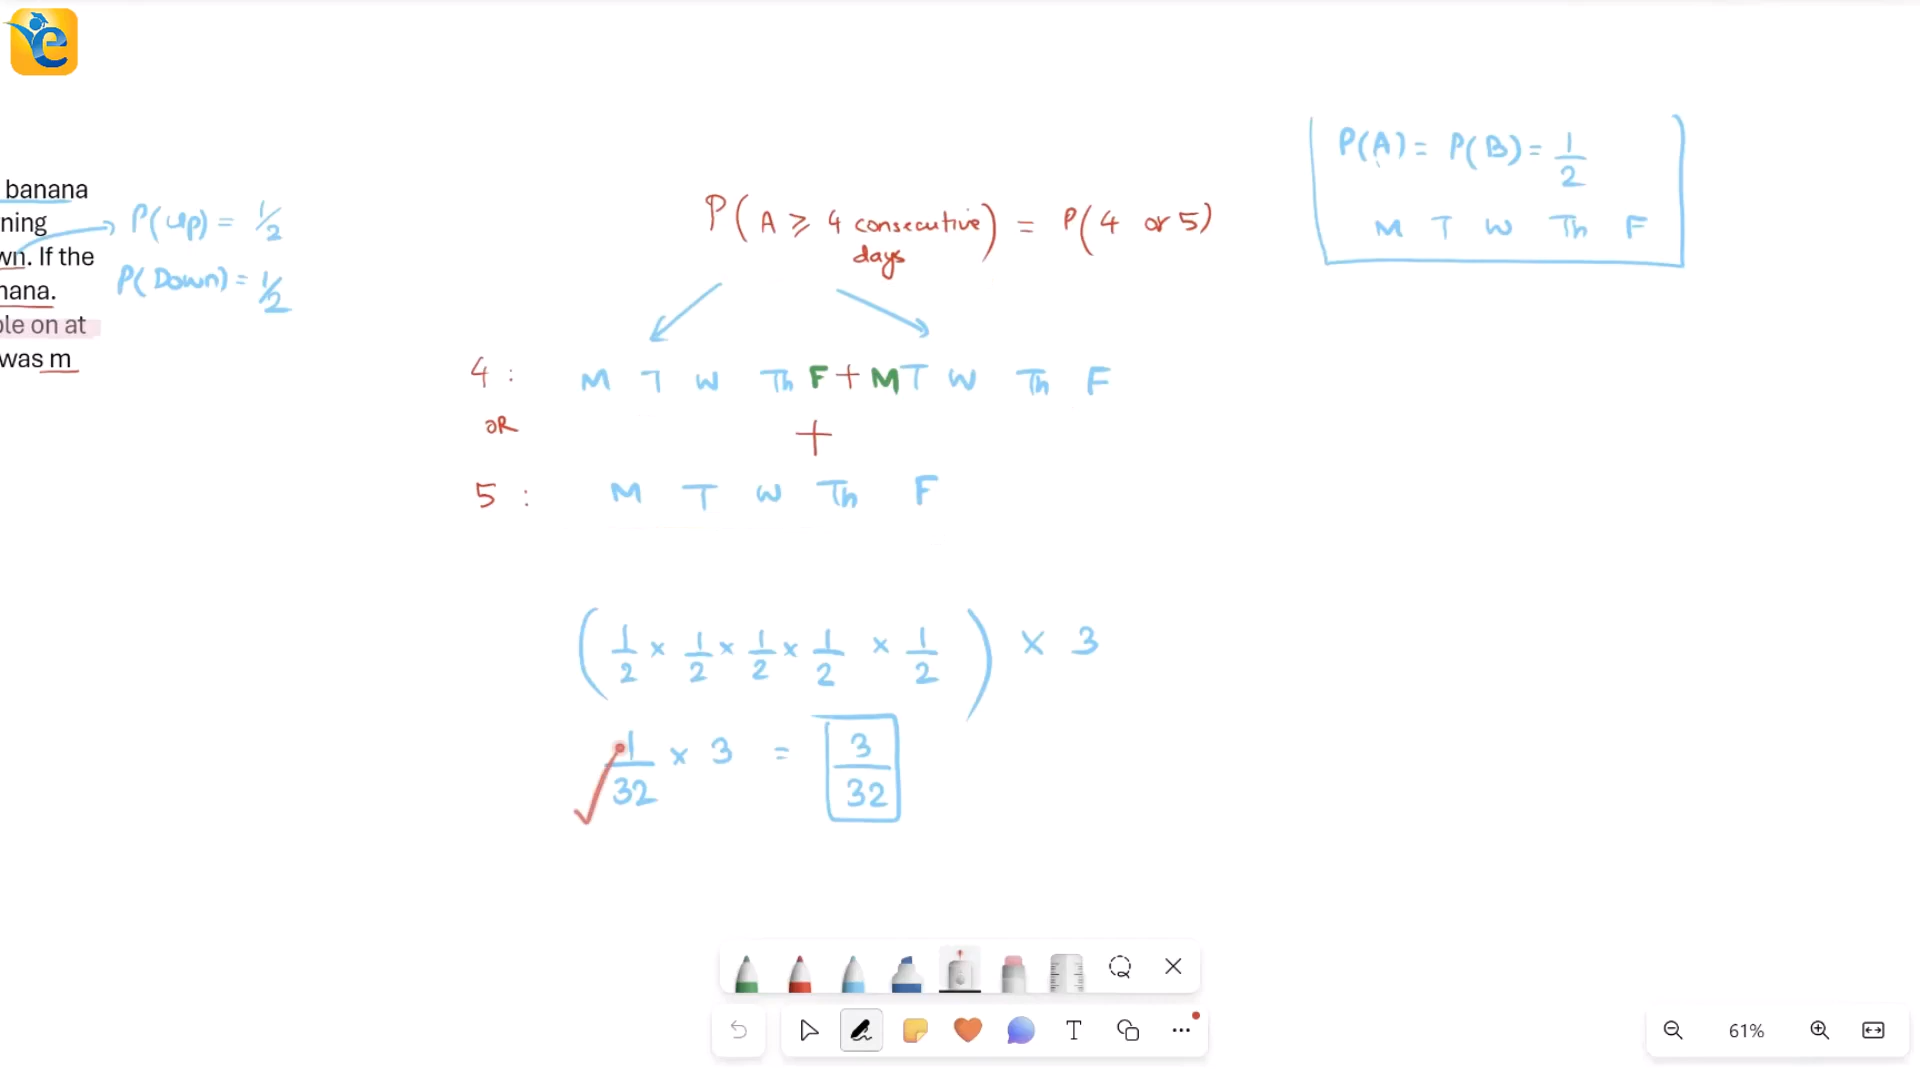 banana
ning
wn. If the
nana.
ple on at
was m
P(Up) = 1/2
P(Down) = 1/2
P(A ≥ 4 consecutive days) = P(4 or 5)
P(A) = P(B) = 1/2
M T W Th F
4 : M T W Th F + M T W Th F
OR
+
5 : M T W Th F
(1/2 × 1/2 × 1/2 × 1/2 × 1/2) × 3
1/32 × 3 = 3/32
61%